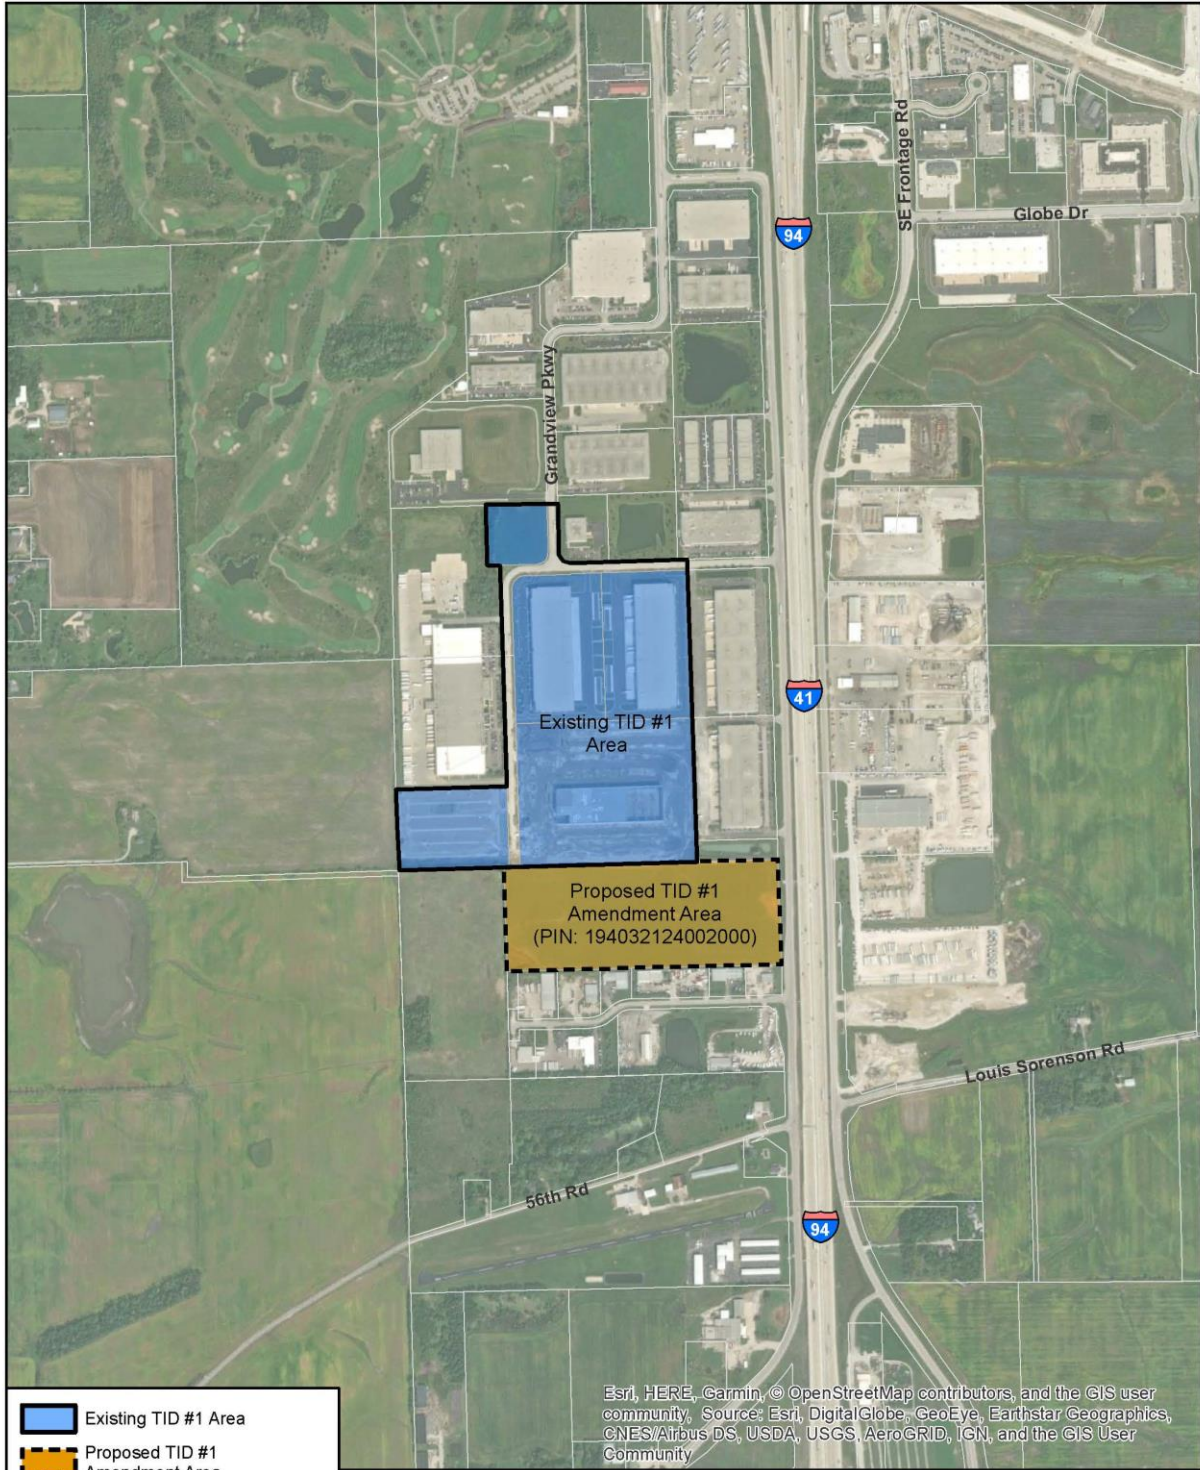 SE Frontage Rd
Globe Dr
94
Grandview Pkwy
41
Existing TID #1
Area
Proposed TID #1
Amendment Area
(PIN: 194032124002000)
Louis Sorenson Rd
56th Rd
94
Esri, HERE, Garmin, © OpenStreetMap contributors, and the GIS user
community, Source: Esri, DigitalGlobe, GeoEye, Earthstar Geographics,
CNES/Airbus DS, USDA, USGS, AeroGRID, IGN, and the GIS User
Community
Existing TID #1 Area
Proposed TID #1
Amendment Area